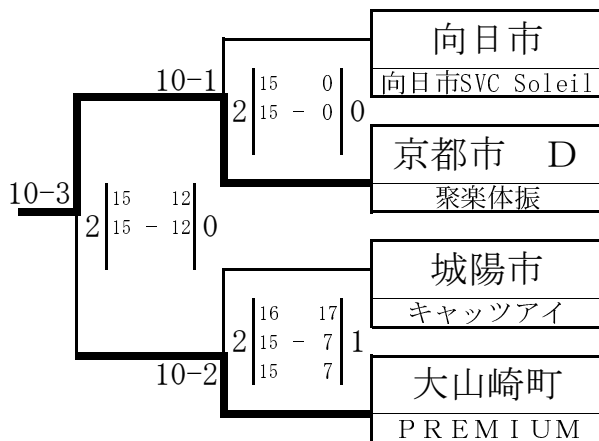 向日市
向日市SVC Soleil
10-1
2 15 0 0
15 - 0
京都市 D
聚楽体振
10-3
2 15 12 0
15 - 12
城陽市
キャッツアイ
2 16 17 1
15 - 7
15 7
10-2
大山崎町
PREMIUM